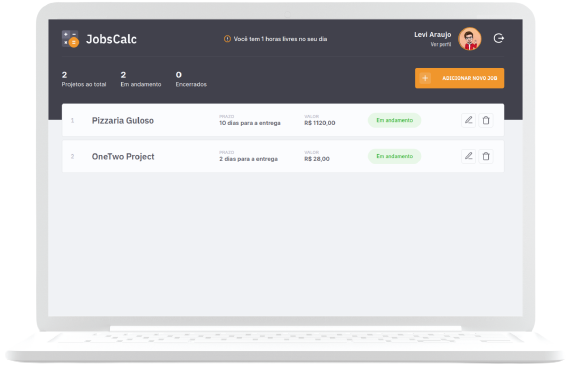 JobsCalc
Você tem 1 horas livres no seu dia
Levi Araujo
Ver perfil
2
Projetos ao total
2
Em andamento
0
Encerrados
ADICIONAR NOVO JOB
1
Pizzaria Guloso
PRAZO
10 dias para a entrega
VALOR
R$ 1120,00
Em andamento
2
OneTwo Project
PRAZO
2 dias para a entrega
VALOR
R$ 28,00
Em andamento